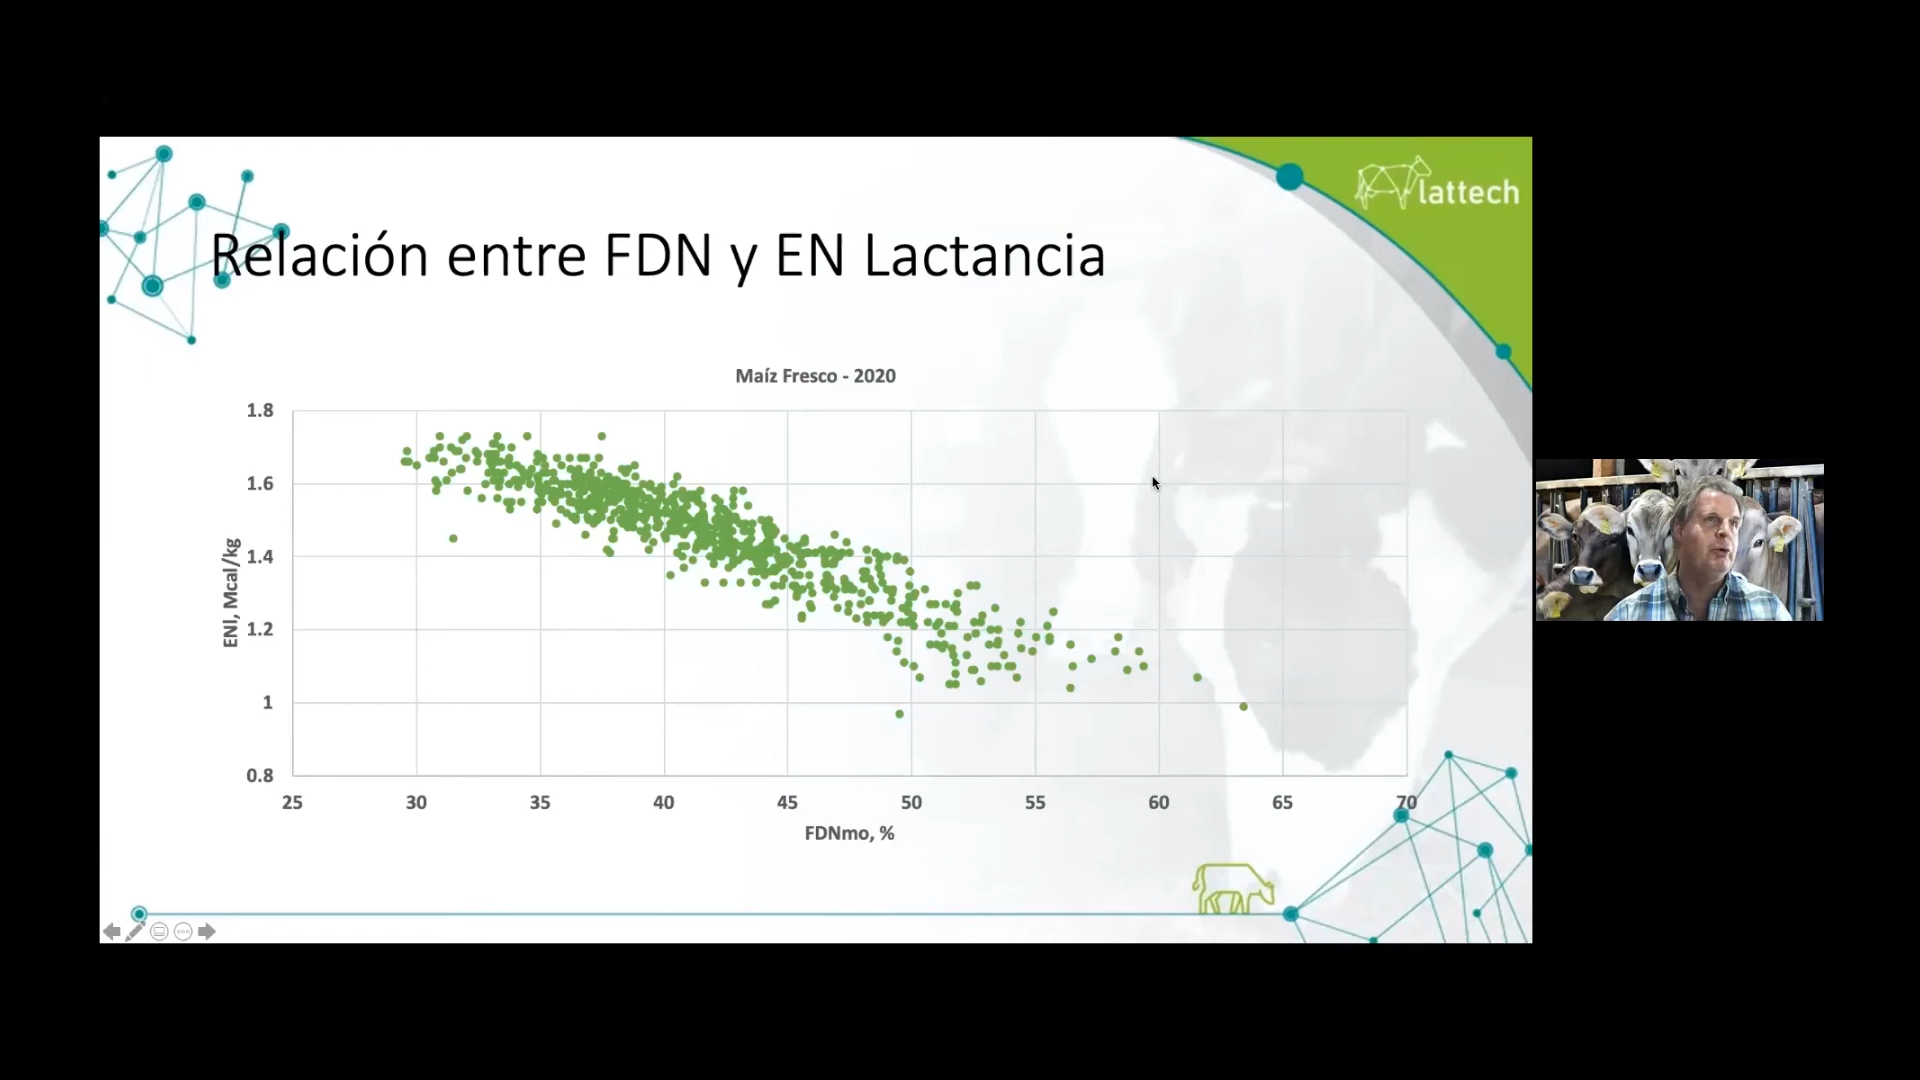 lattech
Relación entre FDN y EN Lactancia
Maíz Fresco - 2020
1.8
1.6
1.4
1.2
1
0.8
ENl, Mcal/kg
25 30 35 40 45 50 55 60 65 70
FDNmo, %